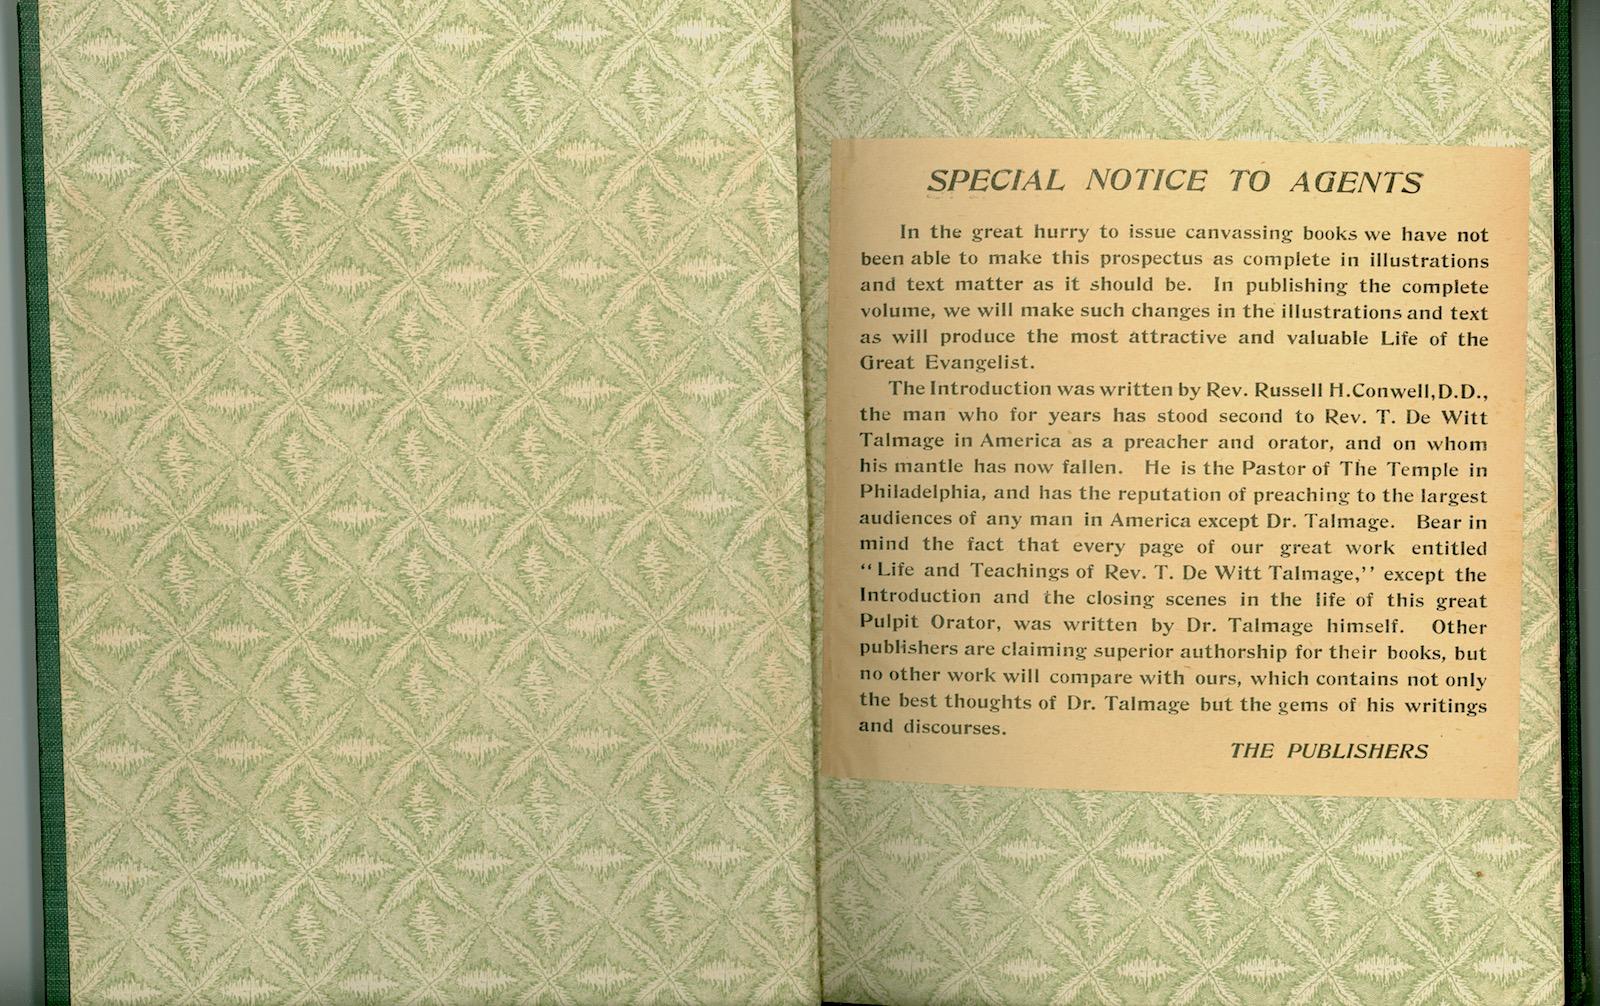 SPECIAL NOTICE TO AGENTS
In the great hurry to issue canvassing books we have not
been able to make this prospectus as complete in illustrations
and text matter as it should be. In publishing the complete
volume, we will make such changes in the illustrations and text
as will produce the most attractive and valuable Life of the
Great Evangelist.
The Introduction was written by Rev. Russell H. Conwell, D.D.,
the man who for years has stood second to Rev. T. De Witt
Talmage in America as a preacher and orator, and on whom
his mantle has now fallen. He is the Pastor of The Temple in
Philadelphia, and has the reputation of preaching to the largest
audiences of any man in America except Dr. Talmage. Bear in
mind the fact that every page of our great work entitled
“Life and Teachings of Rev. T. De Witt Talmage,” except the
Introduction and the closing scenes in the life of this great
Pulpit Orator, was written by Dr. Talmage himself. Other
publishers are claiming superior authorship for their books, but
no other work will compare with ours, which contains not only
the best thoughts of Dr. Talmage but the gems of his writings
and discourses.
THE PUBLISHERS